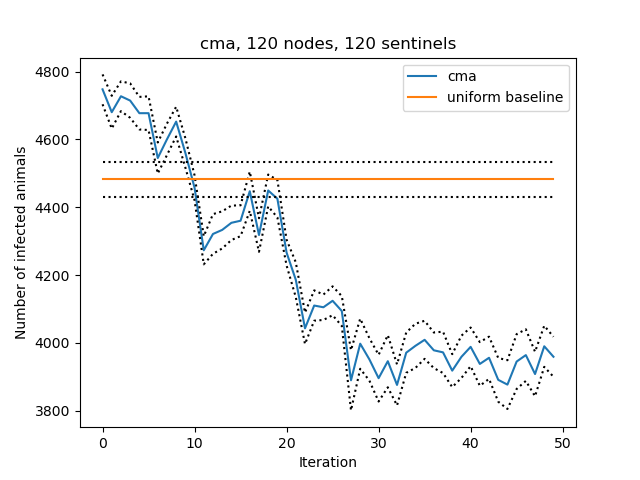 cma, 120 nodes, 120 sentinels
cma
uniform baseline
Number of infected animals
4800
4600
4400
4200
4000
3800
0 10 20 30 40 50
Iteration